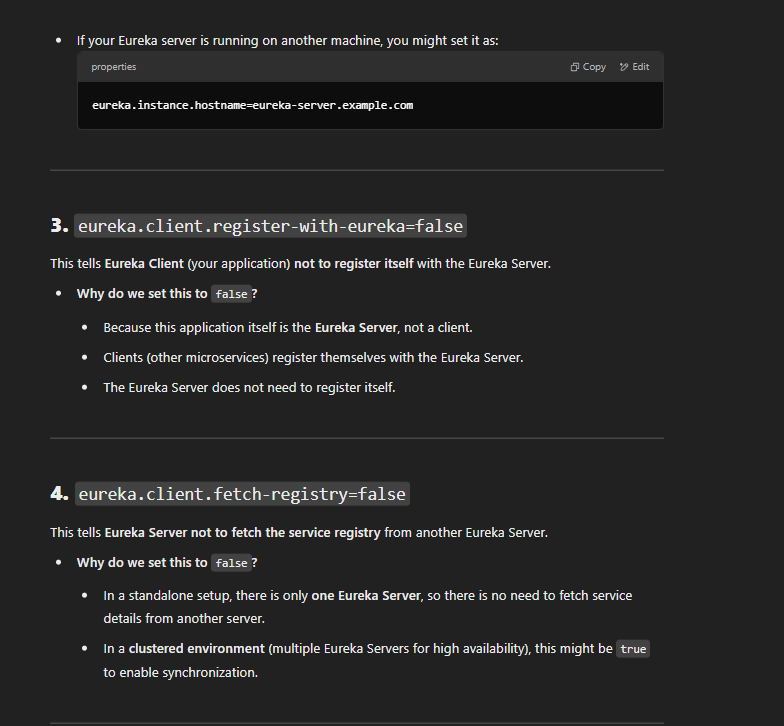 If your Eureka server is running on another machine, you might set it as:
properties
Copy
Edit
eureka.instance.hostname=eureka-server.example.com
3. eureka.client.register-with-eureka=false
This tells Eureka Client (your application) not to register itself with the Eureka Server.
Why do we set this to false?
Because this application itself is the Eureka Server, not a client.
Clients (other microservices) register themselves with the Eureka Server.
The Eureka Server does not need to register itself.
4. eureka.client.fetch-registry=false
This tells Eureka Server not to fetch the service registry from another Eureka Server.
Why do we set this to false?
In a standalone setup, there is only one Eureka Server, so there is no need to fetch service
details from another server.
In a clustered environment (multiple Eureka Servers for high availability), this might be true
to enable synchronization.